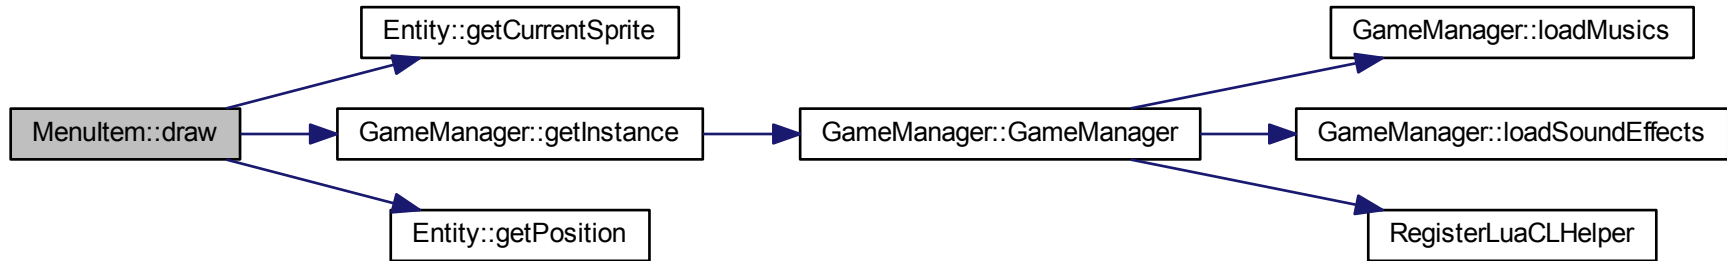 Entity::getCurrentSprite
GameManager::loadMusics
MenuItem::draw
GameManager::getInstance
GameManager::GameManager
GameManager::loadSoundEffects
Entity::getPosition
RegisterLuaCLHelper